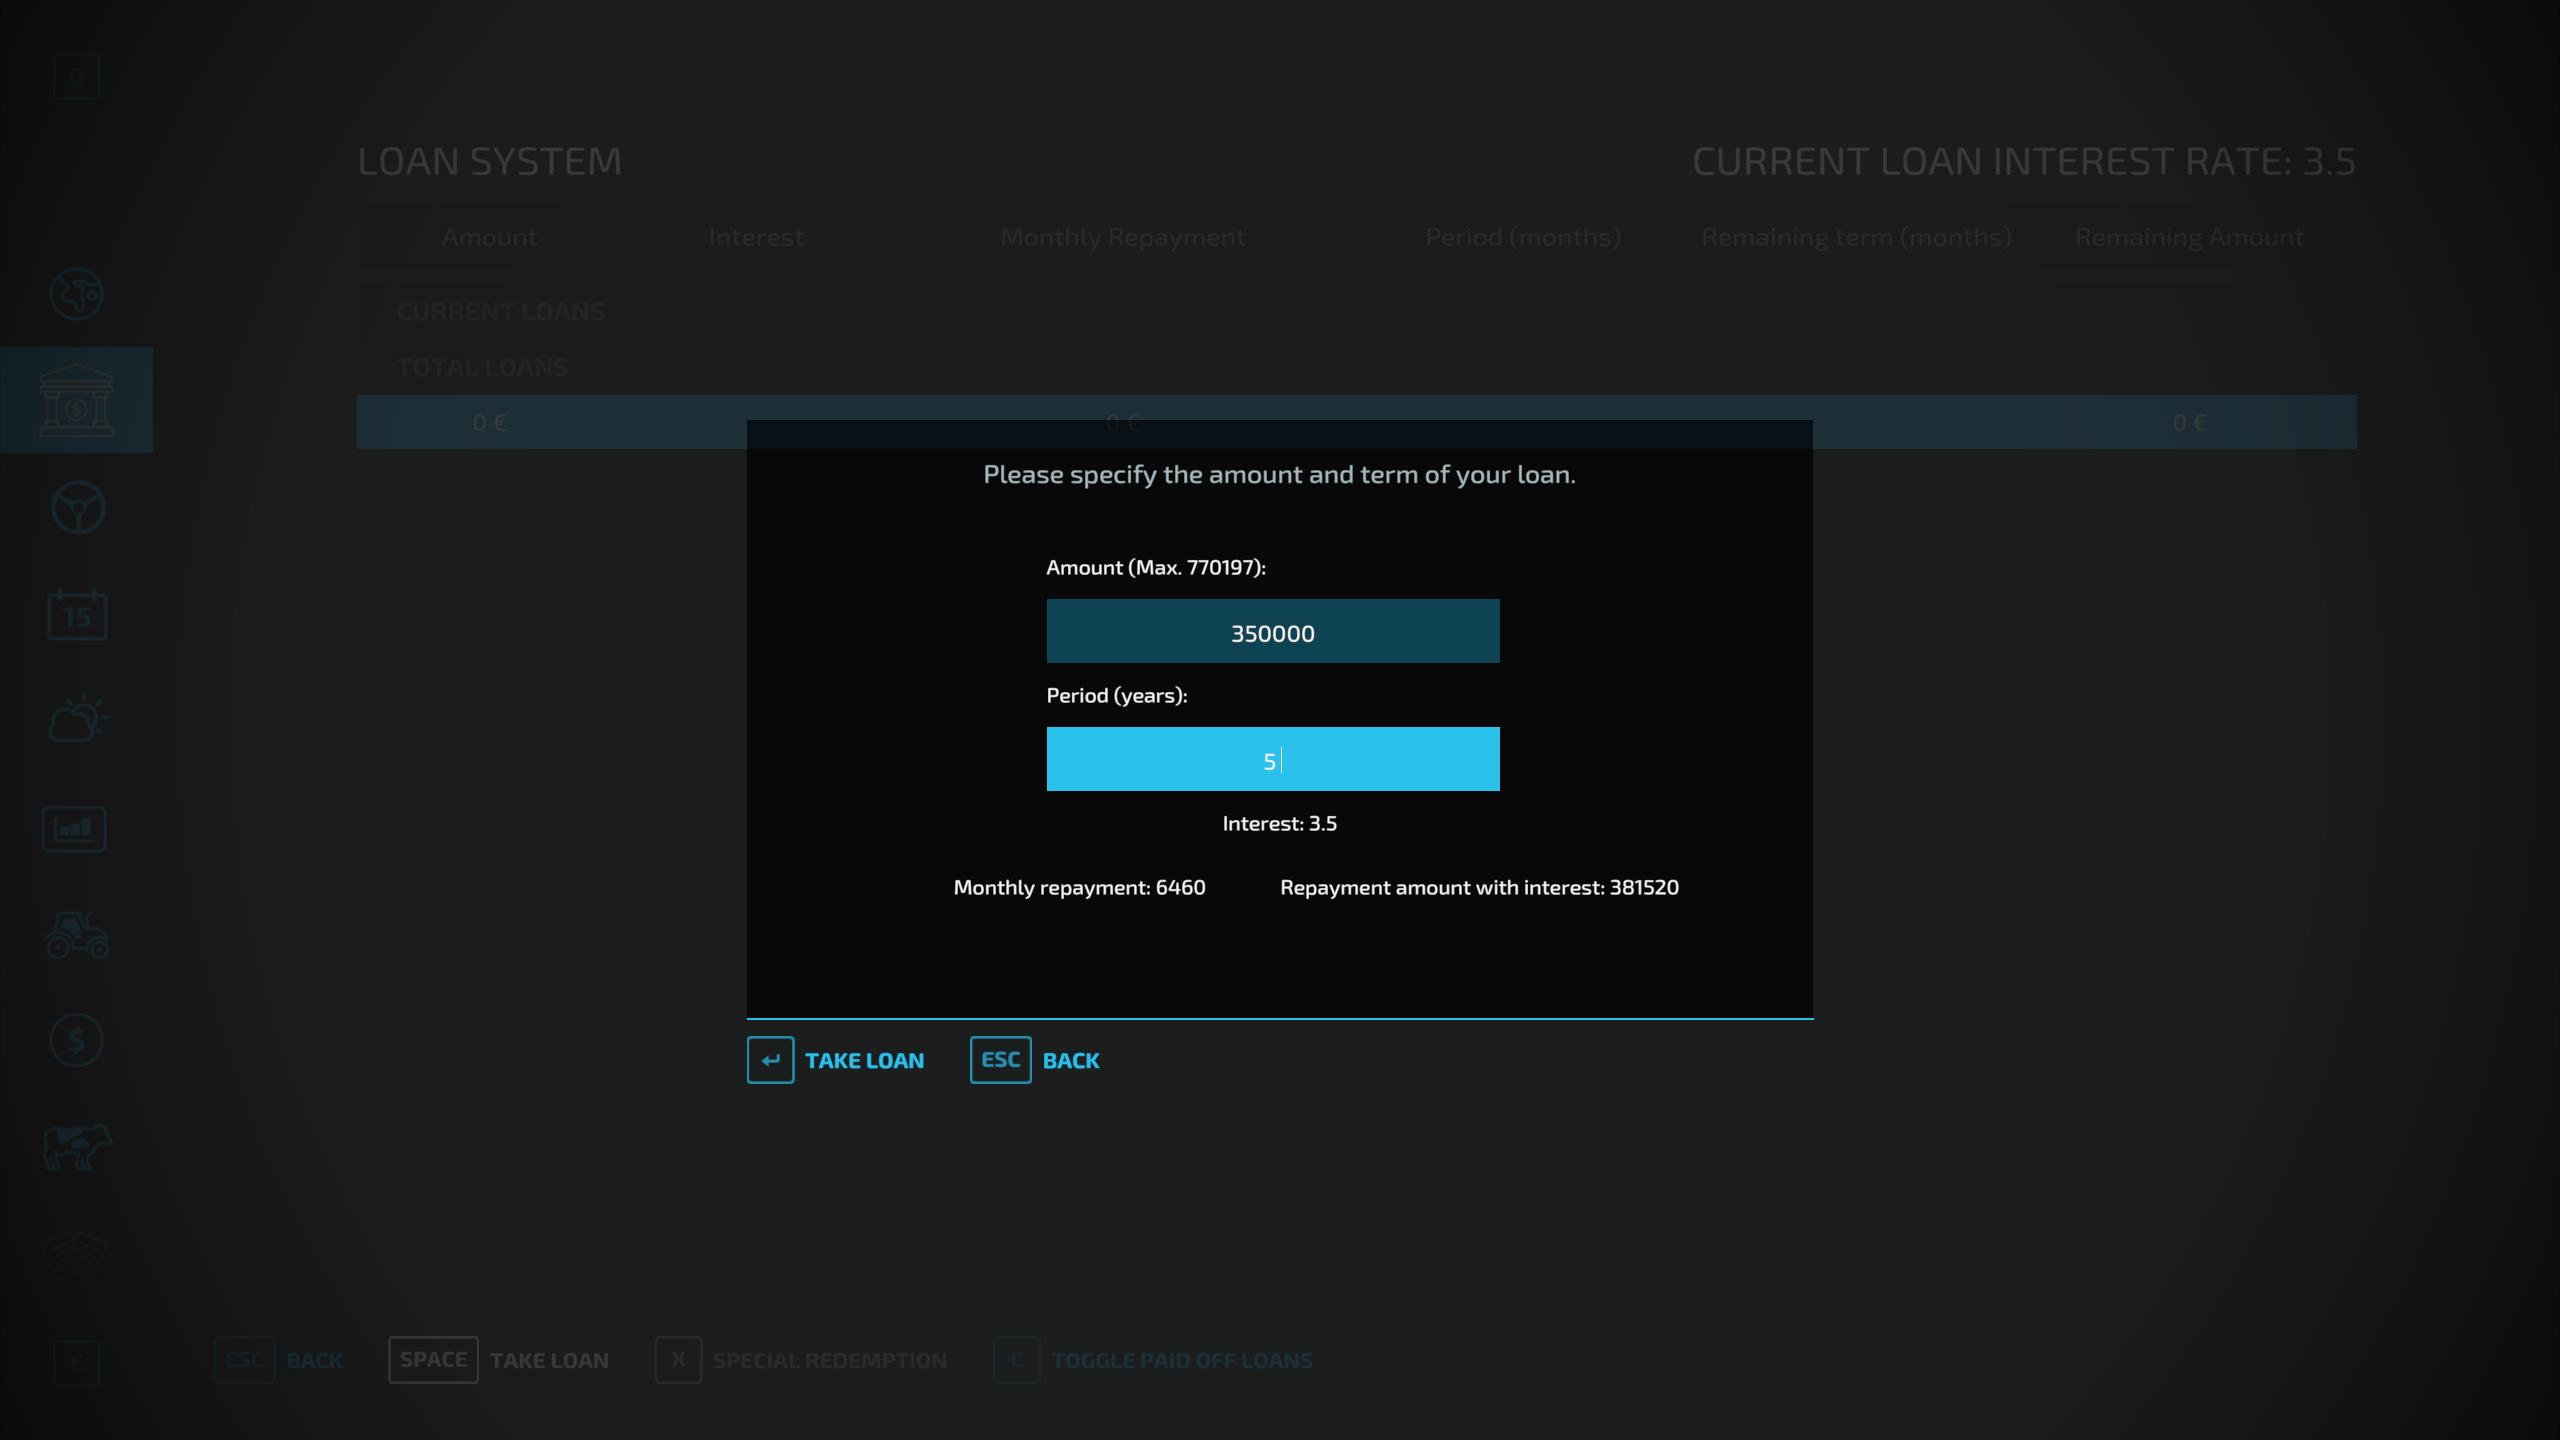 Q
LOAN SYSTEM
CURRENT LOAN INTEREST RATE: 3.5
Amount Interest Monthly Repayment Period (months) Remaining term (months) Remaining Amount
CURRENT LOANS
TOTAL LOANS
0 € 0 € 0 €
Please specify the amount and term of your loan.
Amount (Max. 770197):
350000
Period (years):
5
Interest: 3.5
Monthly repayment: 6460 Repayment amount with interest: 381520
TAKE LOAN ESC BACK
15
$
E
ESC BACK SPACE TAKE LOAN X SPECIAL REDEMPTION C TOGGLE PAID OFF LOANS